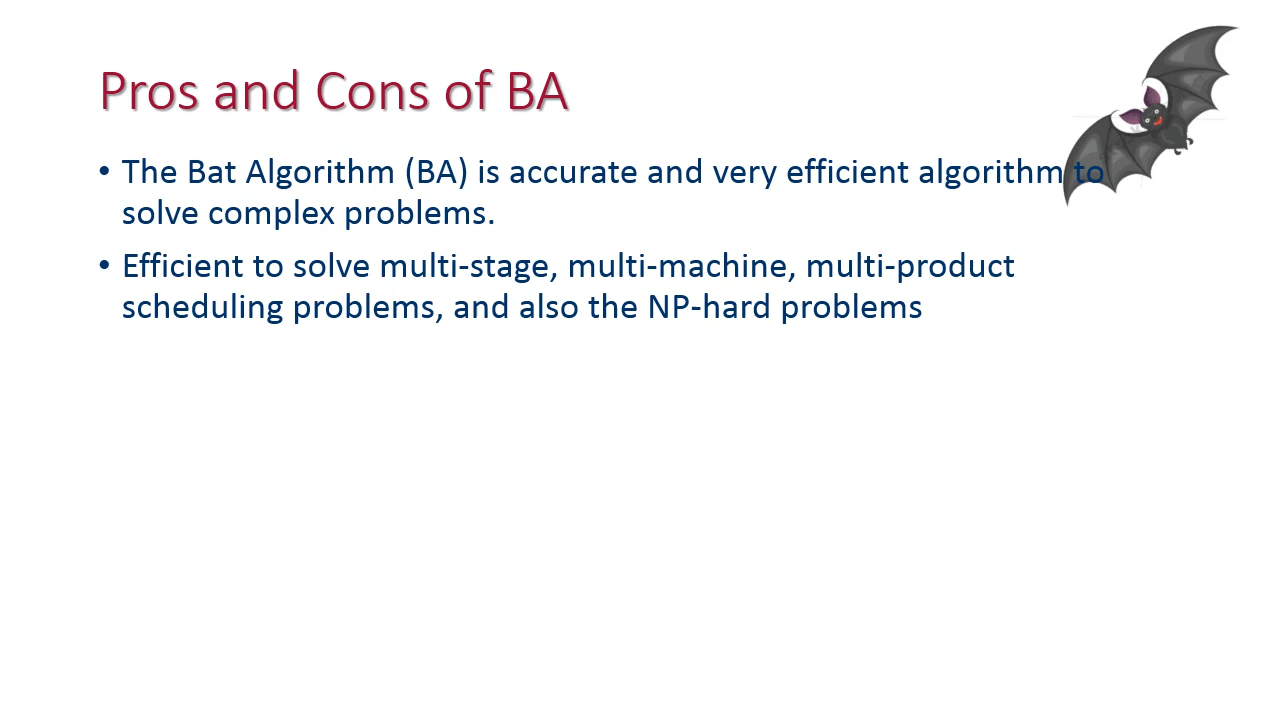 Pros and Cons of BA
• The Bat Algorithm (BA) is accurate and very efficient algorithm to
solve complex problems.
• Efficient to solve multi-stage, multi-machine, multi-product
scheduling problems, and also the NP-hard problems